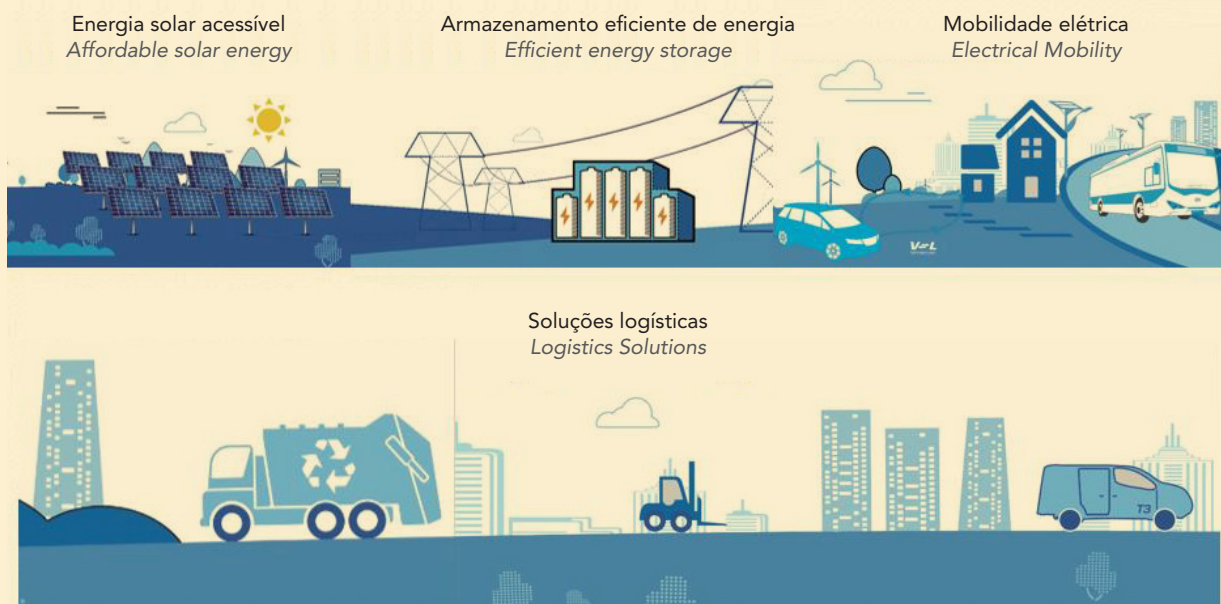 Energia solar acessível
Affordable solar energy
Armazenamento eficiente de energia
Efficient energy storage
Mobilidade elétrica
Electrical Mobility
Soluções logísticas
Logistics Solutions
T3